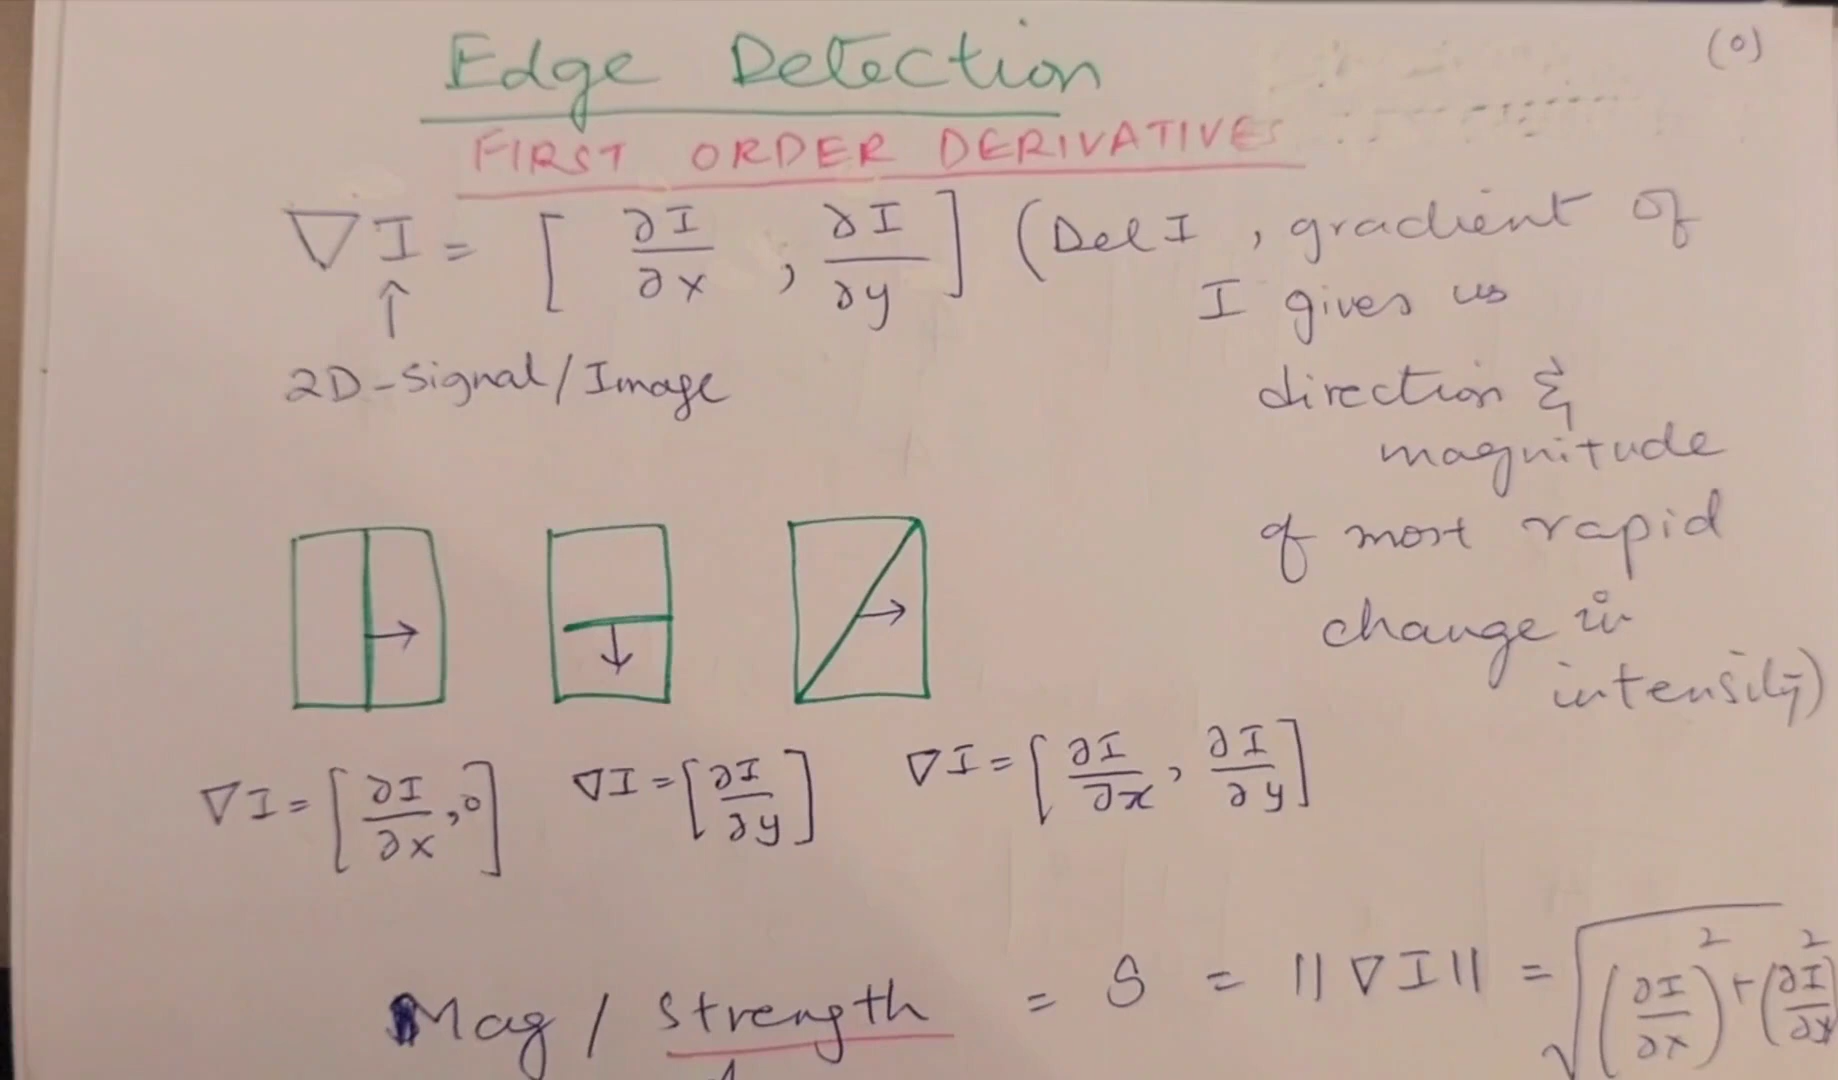 (0)
Edge Detection
FIRST ORDER DERIVATIVES
∇I = [ ∂I/∂x , ∂I/∂y ] (Del I , gradient of
↑ I gives us
2D-Signal/Image direction &
magnitude
of most rapid
change in
intensity)
∇I = [ ∂I/∂x , 0 ] ∇I = [ ∂I/∂y ] ∇I = [ ∂I/∂x , ∂I/∂y ]
Mag / Strength = S = || ∇I || = √(∂I/∂x)² + (∂I/∂y)²